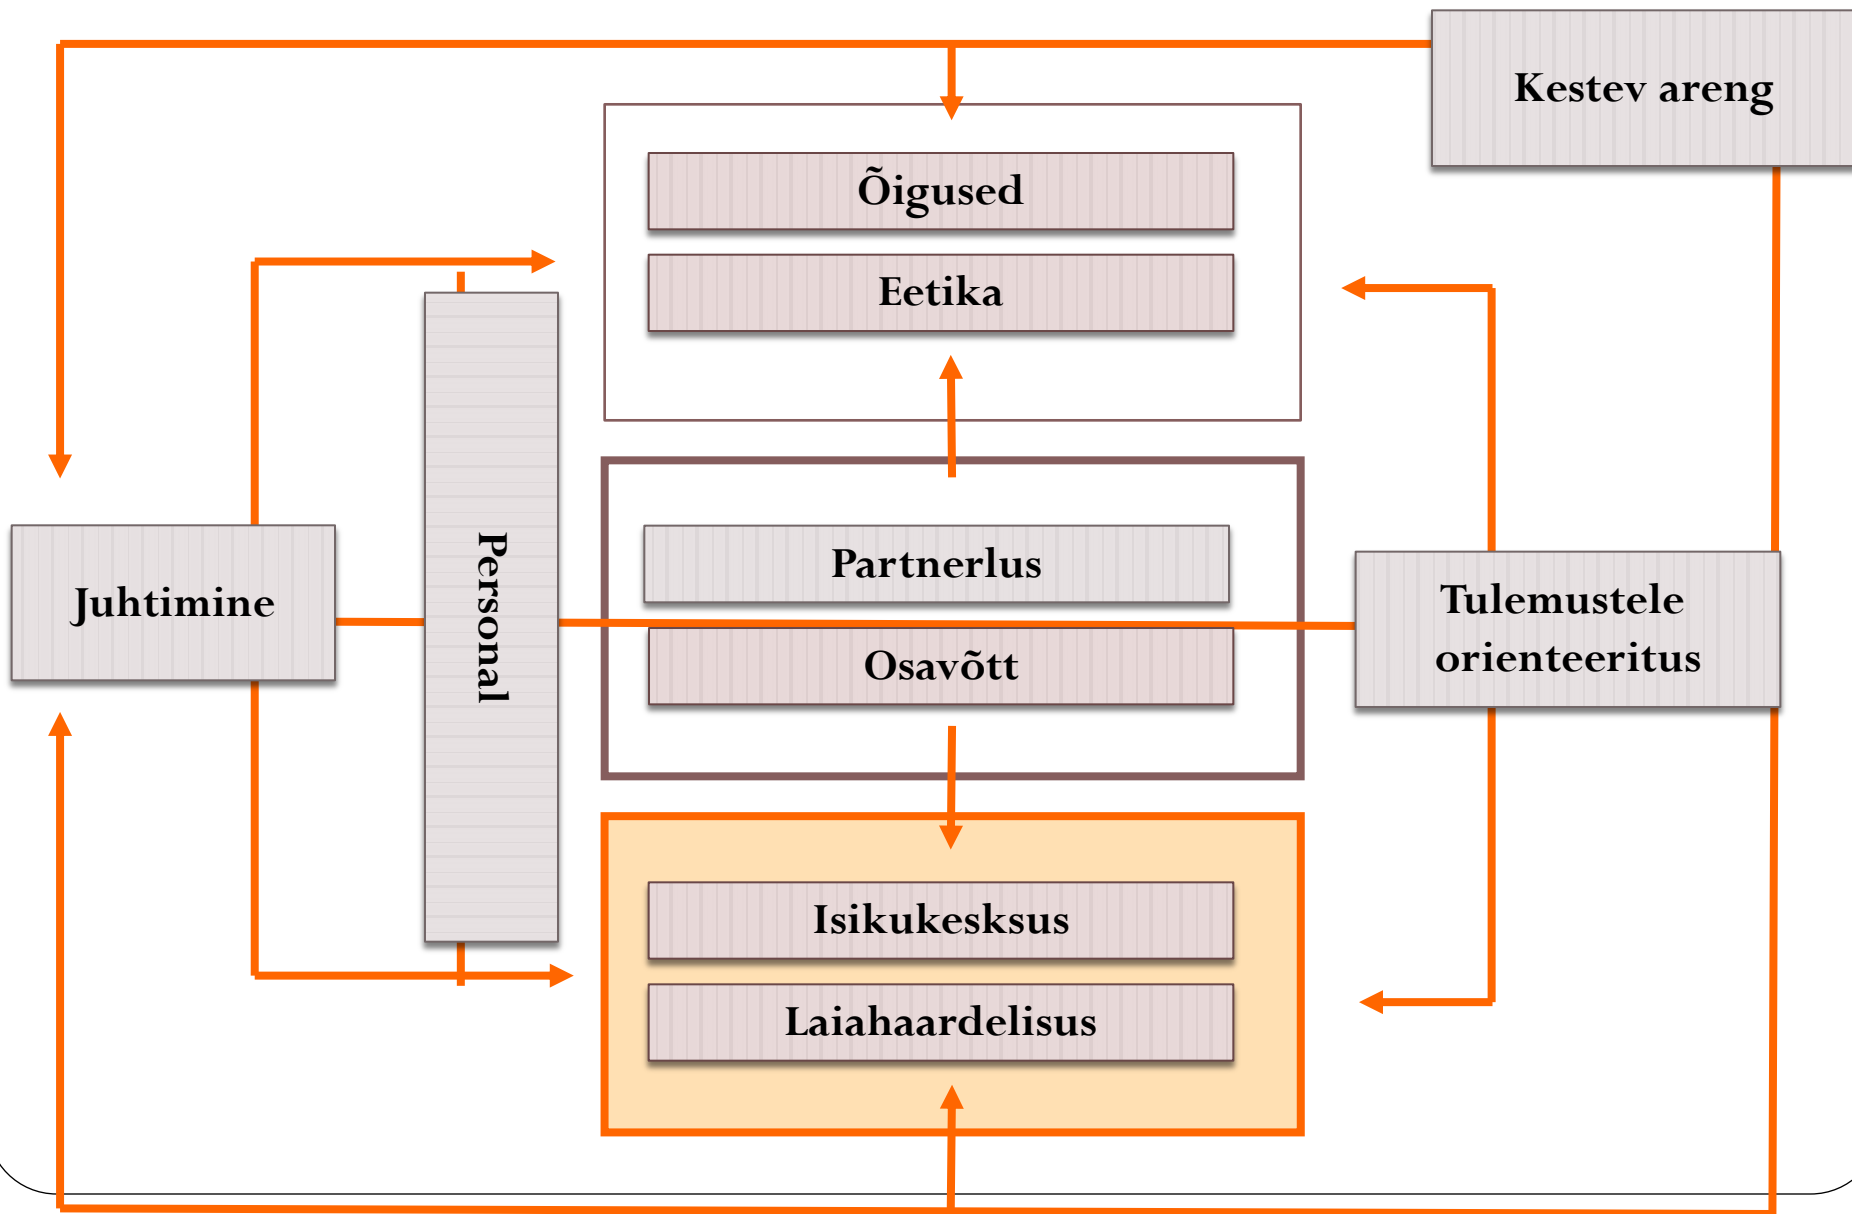 Kestev areng
Õigused
Eetika
Juhtimine
Personal
Partnerlus
Osavõtt
Tulemustele
orienteeritus
Isikukesksus
Laiahaardelisus